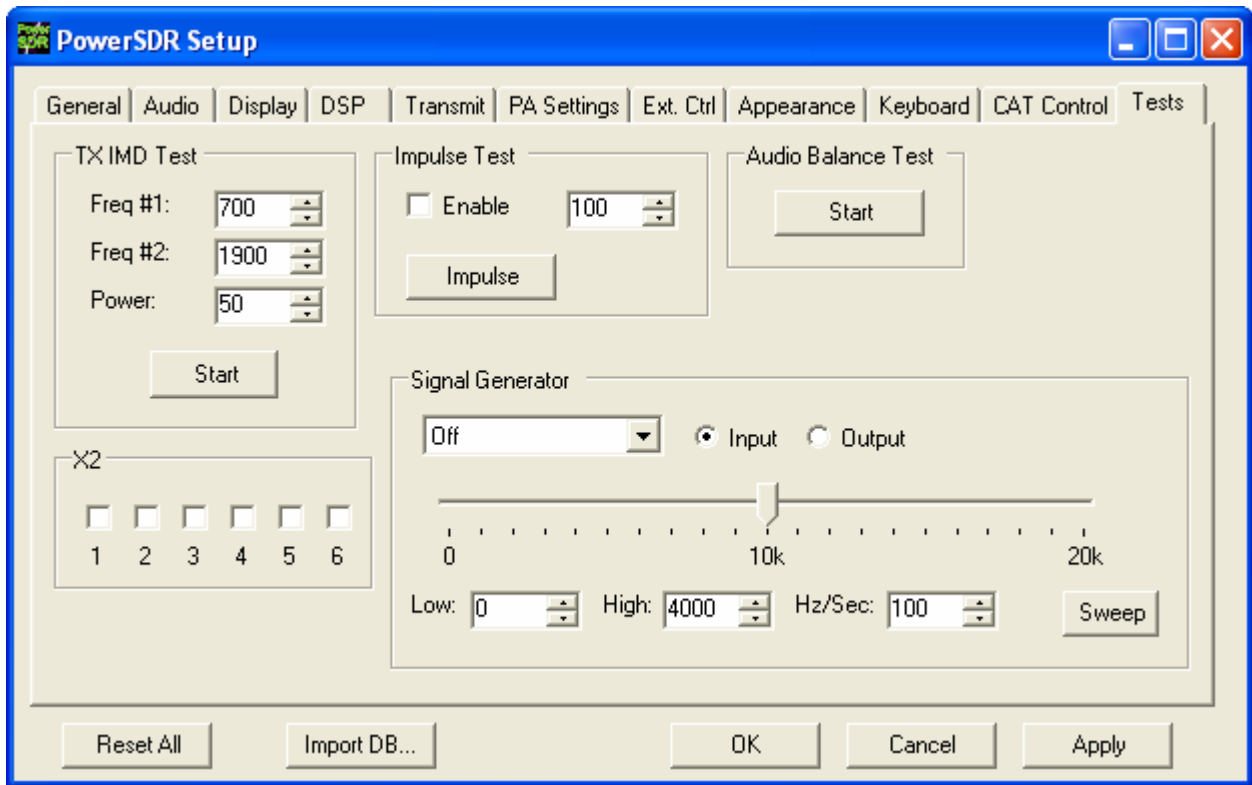 PowerSDR Setup
General Audio Display DSP Transmit PA Settings Ext. Ctrl Appearance Keyboard CAT Control Tests
TX IMD Test
Freq #1: 700
Freq #2: 1900
Power: 50
Start
Impulse Test
Enable 100
Impulse
Audio Balance Test
Start
X2
1 2 3 4 5 6
Signal Generator
Off Input Output
0 10k 20k
Low: 0 High: 4000 Hz/Sec: 100 Sweep
Reset All Import DB... OK Cancel Apply